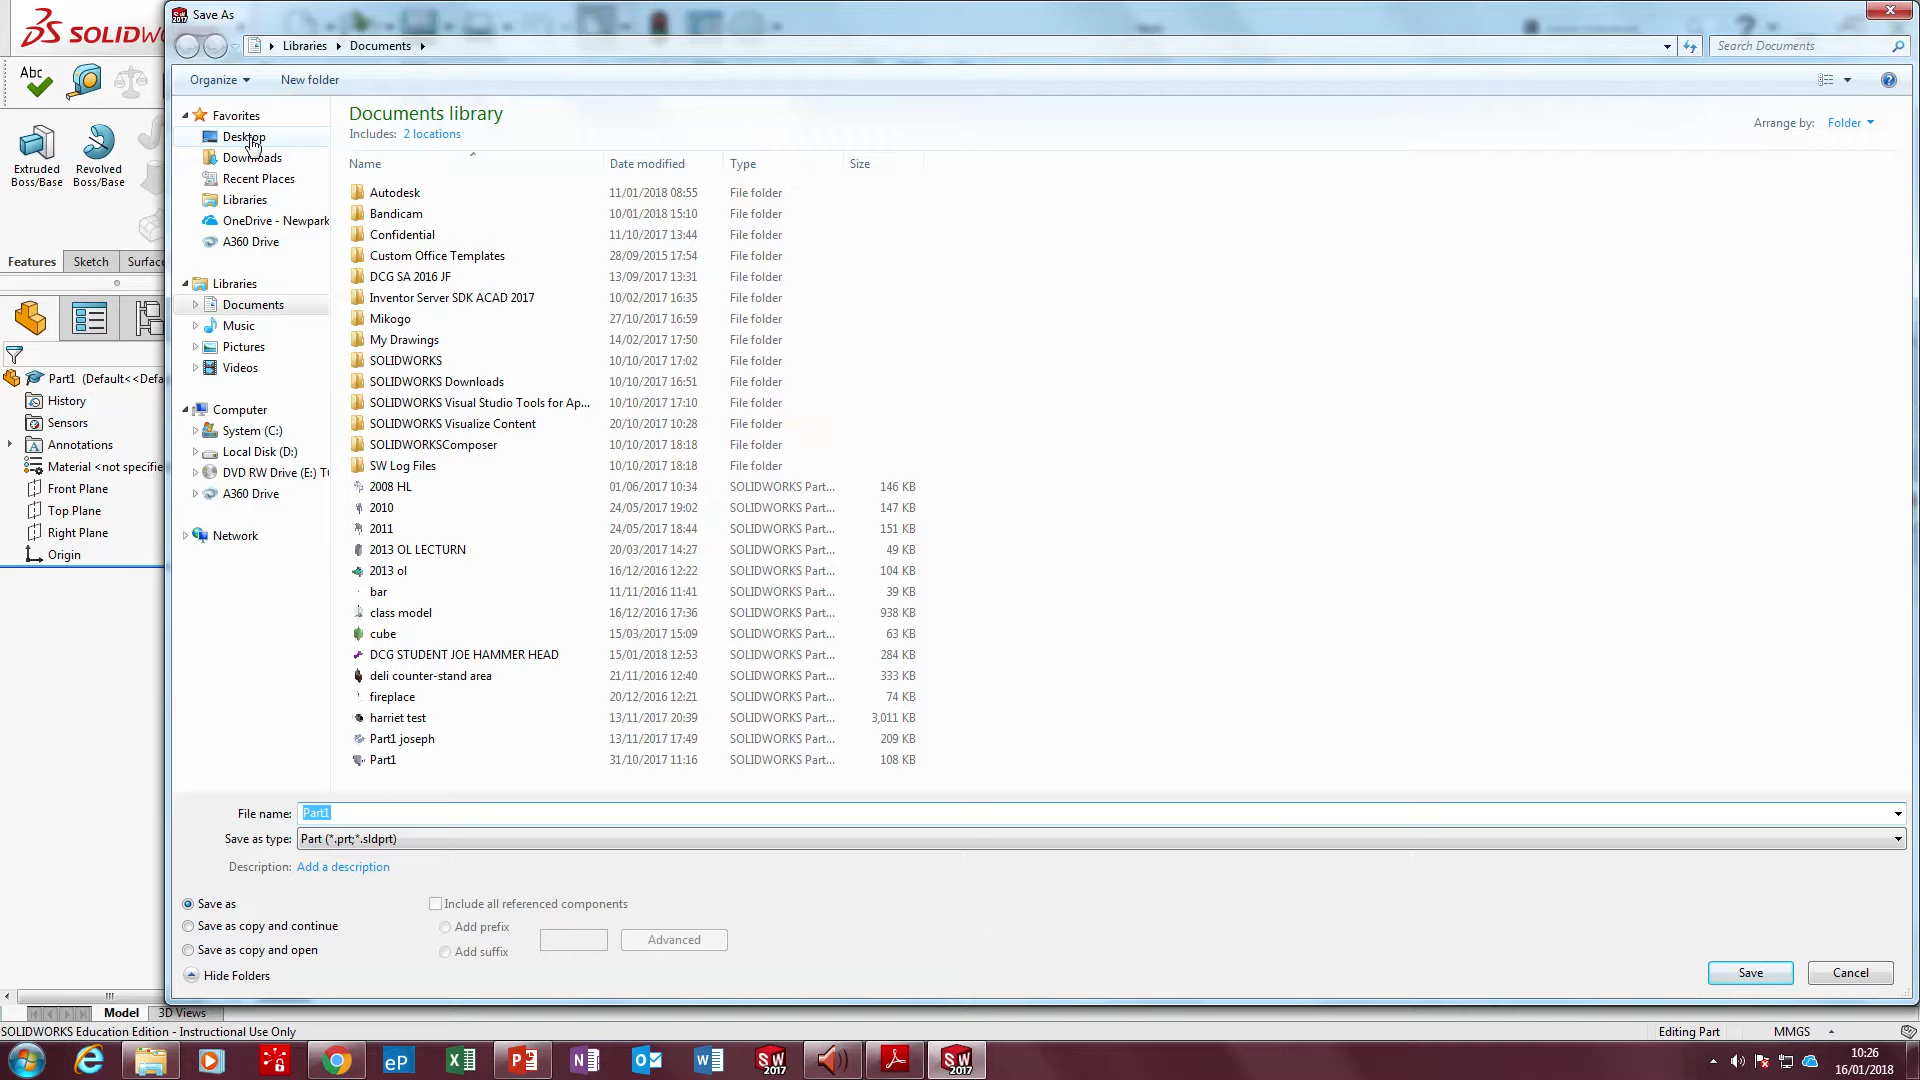 Save As
SOLIDW
Libraries
Documents
Search Documents
Organize
New folder
Abc
Extruded
Boss/Base
Revolved
Boss/Base
Favorites
Desktop
Downloads
Recent Places
Libraries
OneDrive - Newpark
A360 Drive
Libraries
Documents
Music
Pictures
Videos
Computer
System (C:)
Local Disk (D:)
DVD RW Drive (E:) TO
A360 Drive
Network
Documents library
Includes: 2 locations
Arrange by: Folder
Name Date modified Type Size
Autodesk 11/01/2018 08:55 File folder
Bandicam 10/01/2018 15:10 File folder
Confidential 11/10/2017 13:44 File folder
Custom Office Templates 28/09/2015 17:54 File folder
DCG SA 2016 JF 13/09/2017 13:31 File folder
Inventor Server SDK ACAD 2017 10/02/2017 16:35 File folder
Mikogo 27/10/2017 16:59 File folder
My Drawings 14/02/2017 17:50 File folder
SOLIDWORKS 10/10/2017 17:02 File folder
SOLIDWORKS Downloads 10/10/2017 16:51 File folder
SOLIDWORKS Visual Studio Tools for Ap... 10/10/2017 17:10 File folder
SOLIDWORKS Visualize Content 20/10/2017 10:28 File folder
SOLIDWORKSComposer 10/10/2017 18:18 File folder
SW Log Files 10/10/2017 18:18 File folder
2008 HL 01/06/2017 10:34 SOLIDWORKS Part... 146 KB
2010 24/05/2017 19:02 SOLIDWORKS Part... 147 KB
2011 24/05/2017 18:44 SOLIDWORKS Part... 151 KB
2013 OL LECTURN 20/03/2017 14:27 SOLIDWORKS Part... 49 KB
2013 ol 16/12/2016 12:22 SOLIDWORKS Part... 104 KB
bar 11/11/2016 11:41 SOLIDWORKS Part... 39 KB
class model 16/12/2016 17:36 SOLIDWORKS Part... 938 KB
cube 15/03/2017 15:09 SOLIDWORKS Part... 63 KB
DCG STUDENT JOE HAMMER HEAD 15/01/2018 12:53 SOLIDWORKS Part... 284 KB
deli counter-stand area 21/11/2016 12:40 SOLIDWORKS Part... 333 KB
fireplace 20/12/2016 12:21 SOLIDWORKS Part... 74 KB
harriet test 13/11/2017 20:39 SOLIDWORKS Part... 3,011 KB
Part1 joseph 13/11/2017 17:49 SOLIDWORKS Part... 209 KB
Part1 31/10/2017 11:16 SOLIDWORKS Part... 108 KB
Features Sketch Surface
Part1 (Default<<Defa
History
Sensors
Annotations
Material <not specifie
Front Plane
Top Plane
Right Plane
Origin
File name: Part1
Save as type: Part (*.prt;*.sldprt)
Description: Add a description
Save as
Save as copy and continue
Save as copy and open
Include all referenced components
Add prefix
Add suffix
Advanced
Hide Folders
Save
Cancel
Model 3D Views
SOLIDWORKS Education Edition - Instructional Use Only
Editing Part MMGS
10:26
16/01/2018